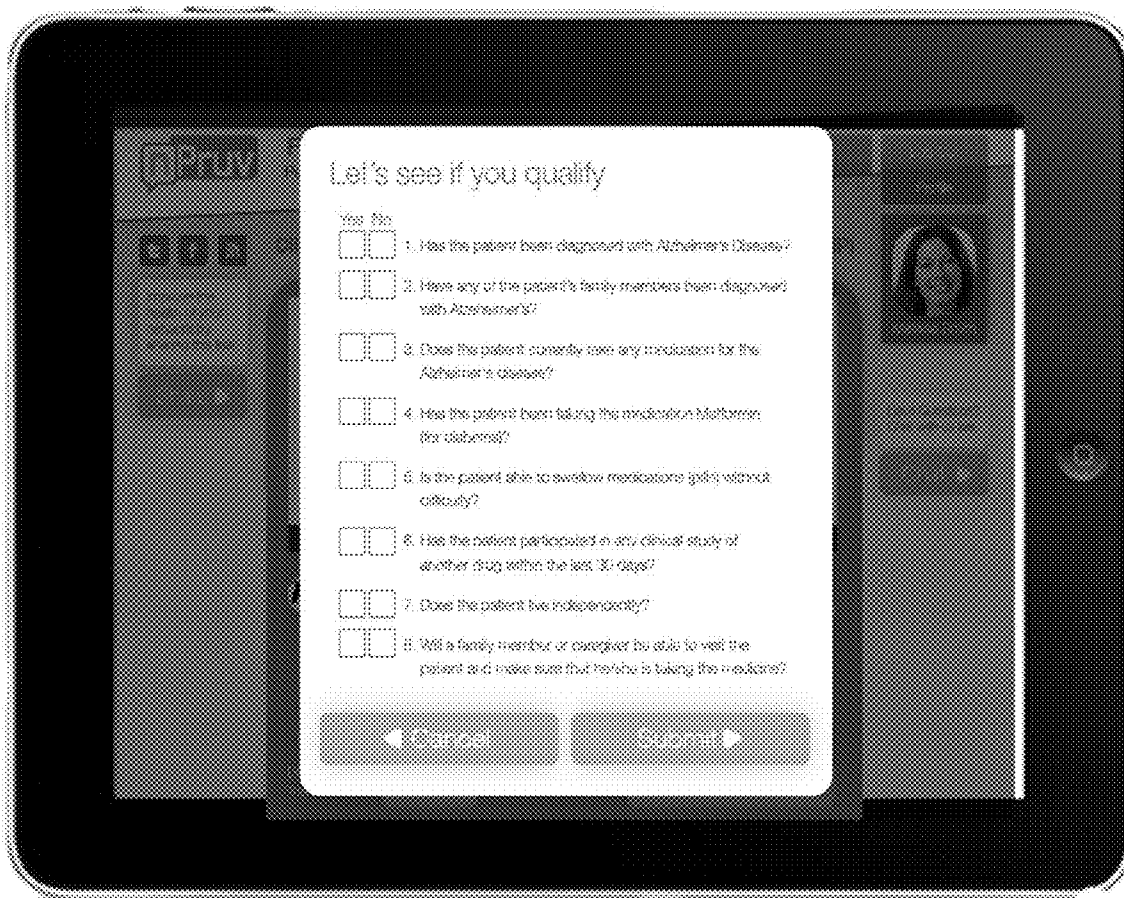 Let's see if you qualify
Yes No
1. Has the patient been diagnosed with Alzheimer's Disease?
2. Have any of the patient's family members been diagnosed
with Alzheimer's?
3. Does the patient currently own any medication for the
Alzheimer's disease?
4. Has the patient been taking the medication Metformin
(for diabetes)?
5. Is the patient able to swallow medications (pills) without
difficulty?
6. Has the patient participated in any clinical study of
another drug within the last 30 days?
7. Does the patient live independently?
8. Will a family member or caregiver be able to visit the
patient and make sure that he/she is taking the medicine?
Cancel
Submit